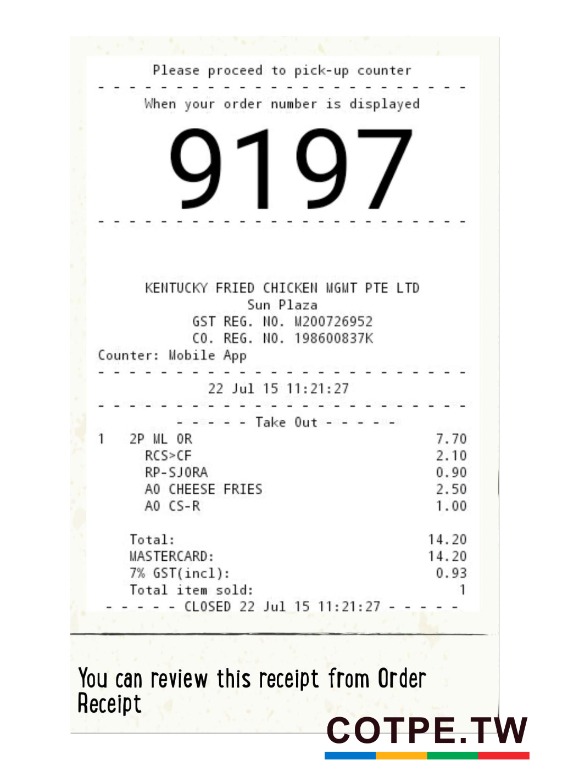 Please proceed to pick-up counter
- - - - - - - - - - - - - - - - - - - - - - - -
When your order number is displayed
9197
- - - - - - - - - - - - - - - - - - - - - - - -
KENTUCKY FRIED CHICKEN MGMT PTE LTD
Sun Plaza
GST REG. NO. M200726952
CO. REG. NO. 198600837K
Counter: Mobile App
- - - - - - - - - - - - - - - - - - - - - - - -
22 Jul 15 11:21:27
- - - - - - - - - - - - - - - - - - - - - - - -
- - - - - Take Out - - - - -
1 2P ML OR 7.70
RCS>CF 2.10
RP-SJORA 0.90
AO CHEESE FRIES 2.50
AO CS-R 1.00
Total: 14.20
MASTERCARD: 14.20
7% GST(incl): 0.93
Total item sold: 1
- - - - - CLOSED 22 Jul 15 11:21:27 - - - - -
You can review this receipt from Order
Receipt
COTPE.TW